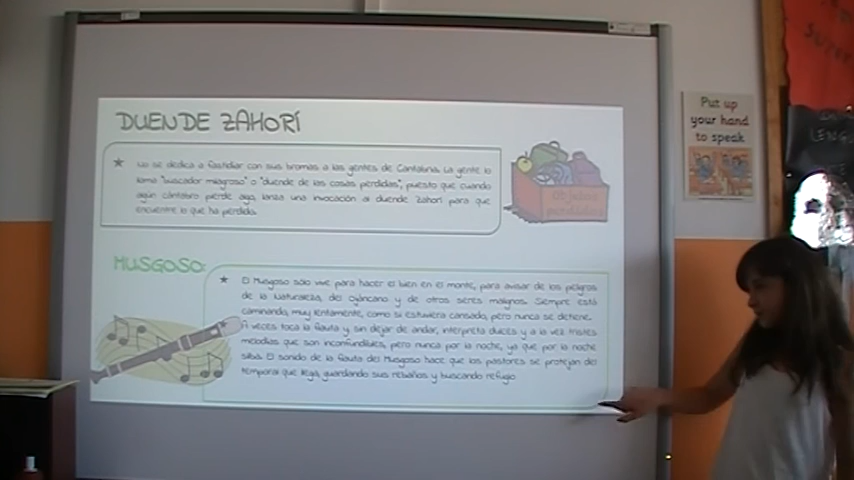 DUENDE ZAHORÍ
No se dedica a fastidiar con sus bromas a las gentes de Cantabria. La gente lo
llama "buscador milagroso" o "duende de las cosas perdidas", puesto que cuando
algún cántabro pierde algo, lanza una invocación al duende Zahorí para que
encuentre lo que ha perdido.
Objetos
perdidos
MUSGOSO:
El Musgoso sólo vive para hacer el bien en el monte, para avisar de los peligros
de la Naturaleza, del Ojáncano y de otros seres malignos. Siempre está
caminando, muy lentamente, como si estuviera cansado, pero nunca se detiene.
A veces toca la flauta y, sin dejar de andar, interpreta dulces y a la vez tristes
melodías que son inconfundibles, pero nunca por la noche, ya que por la noche
silba. El sonido de la flauta del Musgoso hace que los pastores se protejan del
temporal que llega, guardando sus rebaños y buscando refugio
Put up
your hand
to speak
LENG